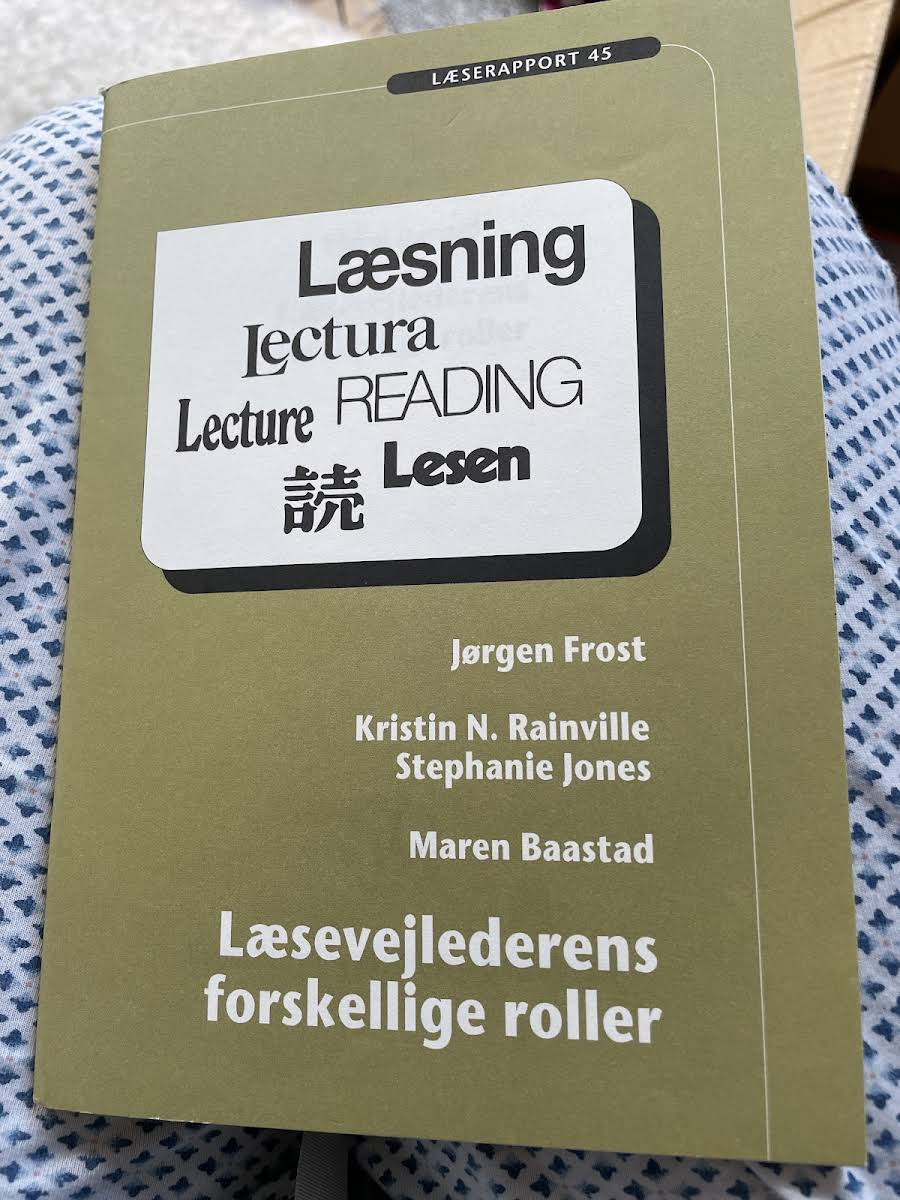 LÆSERAPPORT 45
Læsning
Lectura
Lecture READING
読 Lesen
Jørgen Frost
Kristin N. Rainville
Stephanie Jones
Maren Baastad
Læsevejlederens
forskellige roller